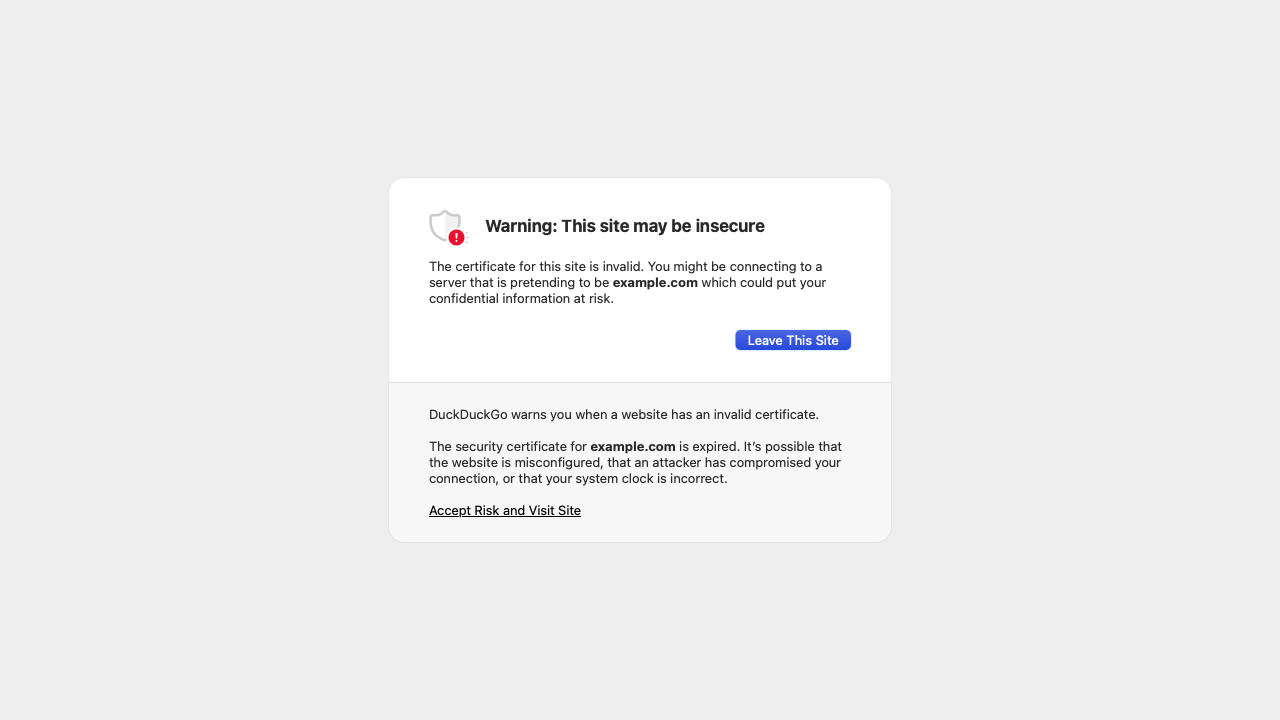 Warning: This site may be insecure
The certificate for this site is invalid. You might be connecting to a
server that is pretending to be example.com which could put your
confidential information at risk.
Leave This Site
DuckDuckGo warns you when a website has an invalid certificate.
The security certificate for example.com is expired. It’s possible that
the website is misconfigured, that an attacker has compromised your
connection, or that your system clock is incorrect.
Accept Risk and Visit Site